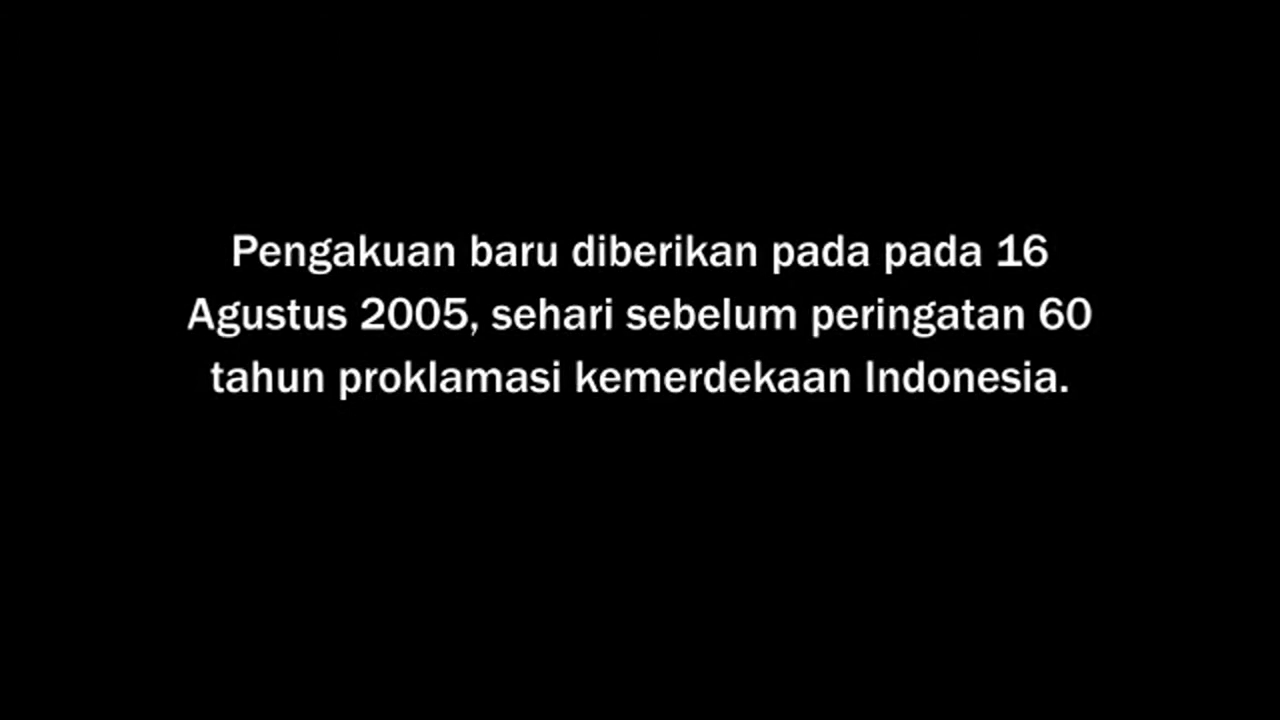 Pengakuan baru diberikan pada pada 16
Agustus 2005, sehari sebelum peringatan 60
tahun proklamasi kemerdekaan Indonesia.